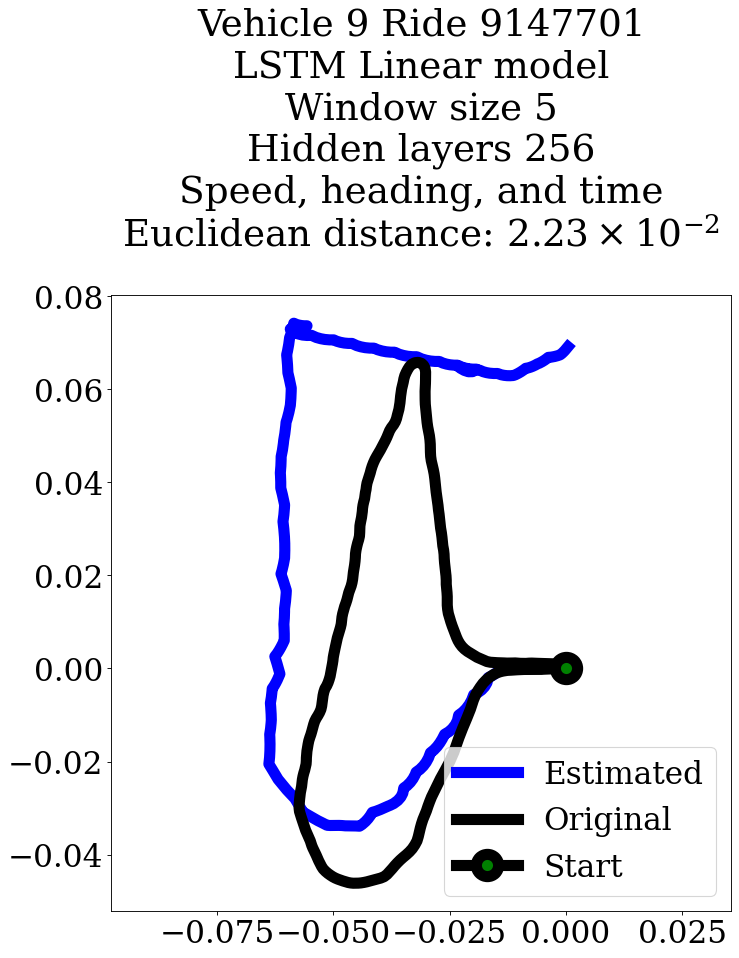 Vehicle 9 Ride 9147701
LSTM Linear model
Window size 5
Hidden layers 256
Speed, heading, and time
Euclidean distance: 2.23 × 10⁻²
0.08
0.06
0.04
0.02
0.00
−0.02
−0.04
Estimated
Original
Start
−0.075 −0.050 −0.025 0.000 0.025